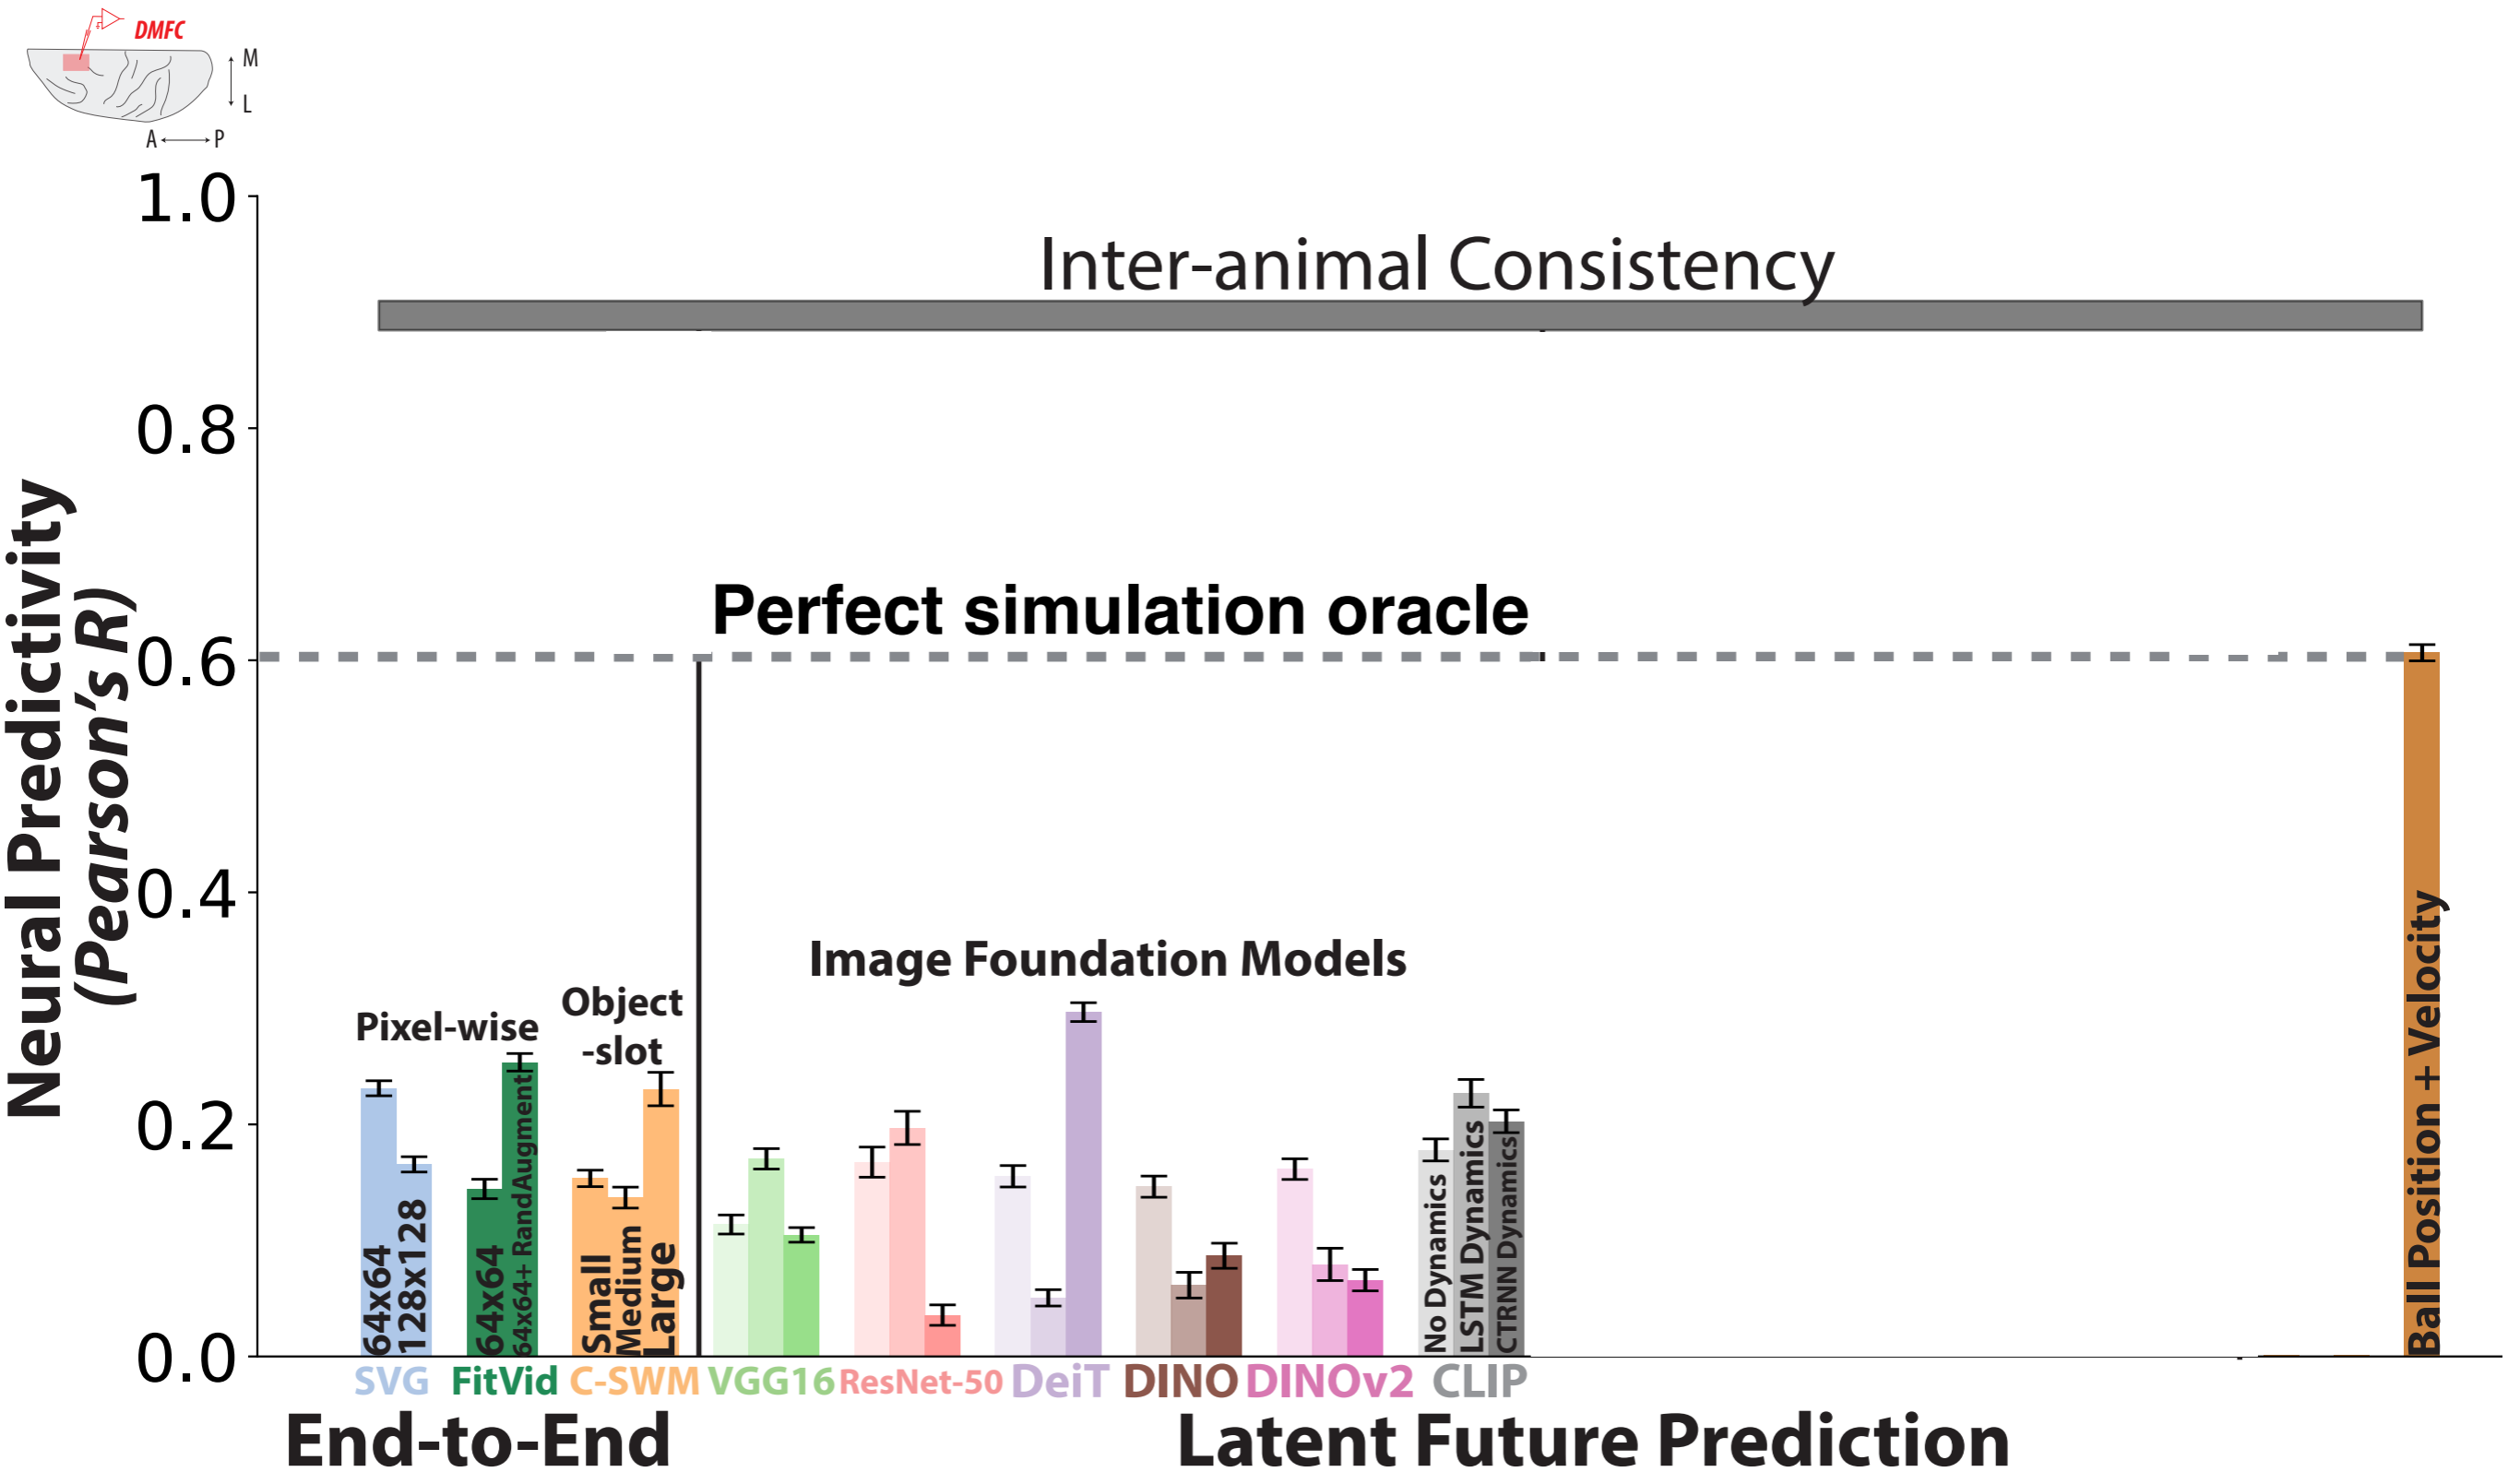 DMFC
M
L
A P
1.0
0.8
0.6
0.4
0.2
0.0
Neural Predictivity
(Pearson's R)
Inter-animal Consistency
Perfect simulation oracle
Image Foundation Models
Pixel-wise
Object
-slot
64x64
128x128
64x64
64x64+ RandAugment
Small
Medium
Large
No Dynamics
LSTM Dynamics
CTRNN Dynamics
Ball Position + Velocity
SVG FitVid C-SWM VGG16 ResNet-50 DeiT DINO DINOv2 CLIP
End-to-End Latent Future Prediction